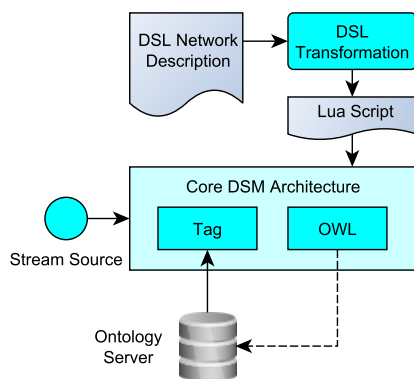 DSL Network
Description
DSL
Transformation
Lua Script
Core DSM Architecture
Tag
OWL
Stream Source
Ontology
Server